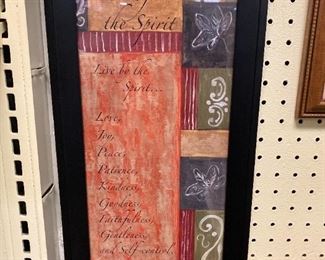 the Spirit
Live by the
Spirit...
Love,
Joy,
Peace,
Patience,
Kindness,
Goodness,
Faithfulness,
Gentleness,
and Self-control.